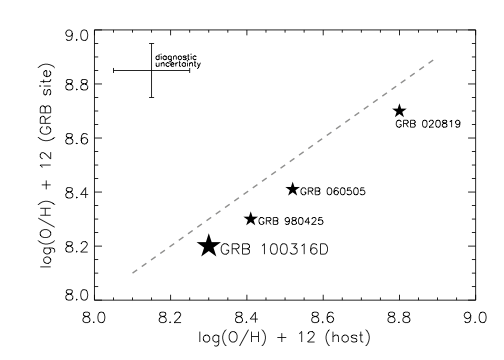 9.0
diagnostic
uncertainty
8.8
GRB 020819
8.6
log(O/H) + 12 (GRB site)
8.4
GRB 060505
GRB 980425
8.2
GRB 100316D
8.0
8.0 8.2 8.4 8.6 8.8 9.0
log(O/H) + 12 (host)